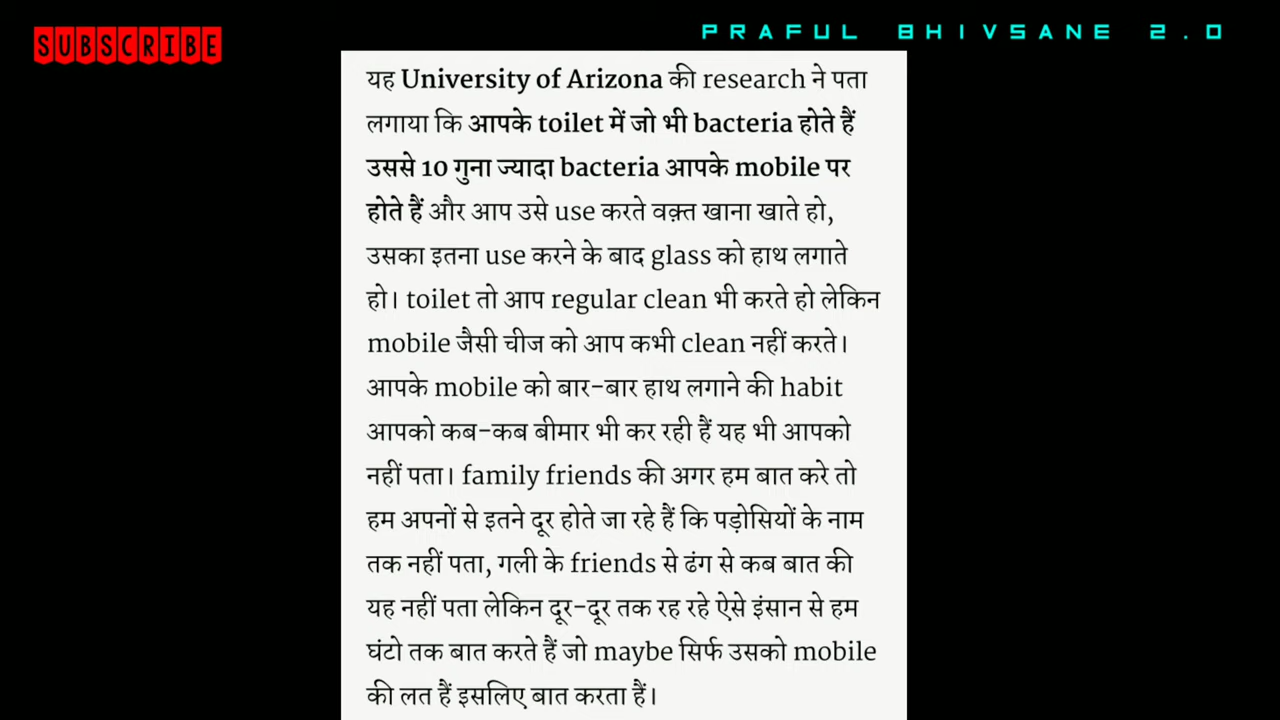 SUBSCRIBE
PRAFUL BHIVSANE 2.0
यह University of Arizona की research ने पता
लगाया कि आपके toilet में जो भी bacteria होते हैं
उससे 10 गुना ज्यादा bacteria आपके mobile पर
होते हैं और आप उसे use करते वक़्त खाना खाते हो,
उसका इतना use करने के बाद glass को हाथ लगाते
हो। toilet तो आप regular clean भी करते हो लेकिन
mobile जैसी चीज को आप कभी clean नहीं करते।
आपके mobile को बार-बार हाथ लगाने की habit
आपको कब-कब बीमार भी कर रही हैं यह भी आपको
नहीं पता। family friends की अगर हम बात करे तो
हम अपनों से इतने दूर होते जा रहे हैं कि पड़ोसियों के नाम
तक नहीं पता, गली के friends से ढंग से कब बात की
यह नहीं पता लेकिन दूर-दूर तक रह रहे ऐसे इंसान से हम
घंटो तक बात करते हैं जो maybe सिर्फ उसको mobile
की लत हैं इसलिए बात करता हैं।